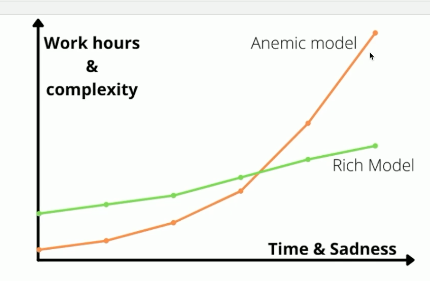 Work hours
&
complexity
Anemic model
Rich Model
Time & Sadness